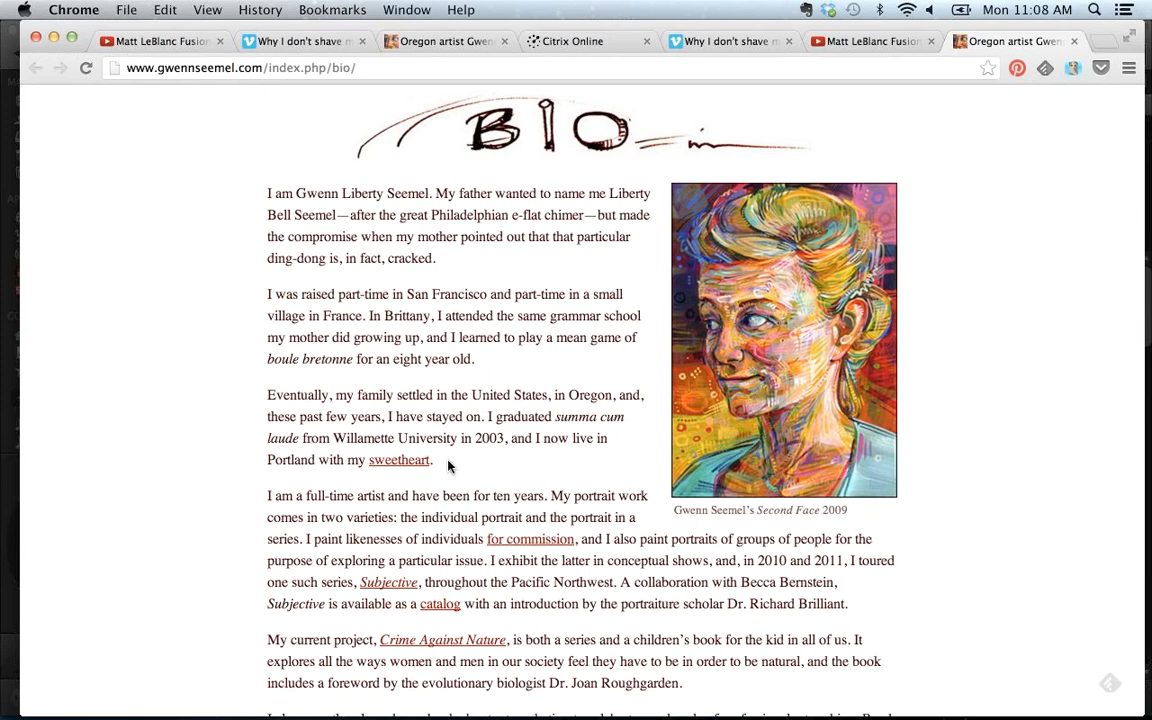 Chrome File Edit View History Bookmarks Window Help Mon 11:08 AM
Matt LeBlanc Fusion Why I don't shave m Oregon artist Gwen Citrix Online Why I don't shave m Matt LeBlanc Fusion Oregon artist Gwen
www.gwennseemel.com/index.php/bio/
BIO
I am Gwenn Liberty Seemel. My father wanted to name me Liberty
Bell Seemel—after the great Philadelphian e-flat chimer—but made
the compromise when my mother pointed out that that particular
ding-dong is, in fact, cracked.
I was raised part-time in San Francisco and part-time in a small
village in France. In Brittany, I attended the same grammar school
my mother did growing up, and I learned to play a mean game of
boule bretonne for an eight year old.
Eventually, my family settled in the United States, in Oregon, and,
these past few years, I have stayed on. I graduated summa cum
laude from Willamette University in 2003, and I now live in
Portland with my sweetheart.
Gwenn Seemel's Second Face 2009
I am a full-time artist and have been for ten years. My portrait work
comes in two varieties: the individual portrait and the portrait in a
series. I paint likenesses of individuals for commission, and I also paint portraits of groups of people for the
purpose of exploring a particular issue. I exhibit the latter in conceptual shows, and, in 2010 and 2011, I toured
one such series, Subjective, throughout the Pacific Northwest. A collaboration with Becca Bernstein,
Subjective is available as a catalog with an introduction by the portraiture scholar Dr. Richard Brilliant.
My current project, Crime Against Nature, is both a series and a children's book for the kid in all of us. It
explores all the ways women and men in our society feel they have to be in order to be natural, and the book
includes a foreword by the evolutionary biologist Dr. Joan Roughgarden.